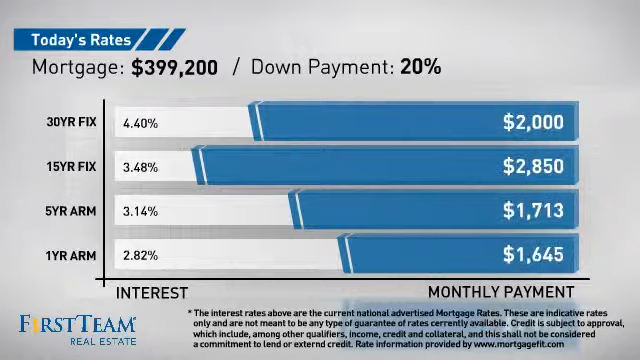 Today's Rates
Mortgage: $399,200 / Down Payment: 20%
30YR FIX 4.40% $2,000
15YR FIX 3.48% $2,850
5YR ARM 3.14% $1,713
1YR ARM 2.82% $1,645
INTEREST MONTHLY PAYMENT
* The interest rates above are the current national advertised Mortgage Rates. These are indicative rates
only and are not meant to be any type of guarantee of rates cerrently available. Credit is subject to approval,
which include, among other qualifiers, income, credit and collateral, and this shall not be considered
a commitment to lend or externd credit. Rate information provided by www.mortgagefit.com
FIRSTTEAM®
REAL ESTATE